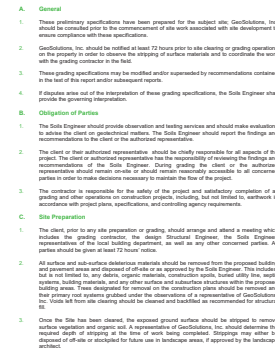 A. General
1. These preliminary specifications have been prepared for the subject site; GeoSolutions, Inc
should be consulted prior to the commencement of site work associated with site development t
ensure compliance with these specifications.
2. GeoSolutions, Inc. should be notified at least 72 hours prior to site clearing or grading operation
on the property in order to observe the stripping of surface materials and to coordinate the wor
with the grading contractor in the field.
3. These grading specifications may be modified and/or superseded by recommendations containe
in the text of this report and/or subsequent reports.
4. If disputes arise out of the interpretation of these grading specifications, the Soils Engineer sha
provide the governing interpretation.
B. Obligation of Parties
1. The Soils Engineer should provide observation and testing services and should make evaluation
to advise the client on geotechnical matters. The Soils Engineer should report the findings an
recommendations to the client or the authorized representative.
2. The client or their authorized representative should be chiefly responsible for all aspects of th
project. The client or authorized representative has the responsibility of reviewing the findings an
recommendations of the Soils Engineer. During grading the client or the authorize
representative should remain on-site or should remain reasonably accessible to all concerne
parties in order to make decisions necessary to maintain the flow of the project.
3. The contractor is responsible for the safety of the project and satisfactory completion of a
grading and other operations on construction projects, including, but not limited to, earthwork i
accordance with project plans, specifications, and controlling agency requirements.
C. Site Preparation
1. The client, prior to any site preparation or grading, should arrange and attend a meeting whic
includes the grading contractor, the design Structural Engineer, the Soils Enginee
representatives of the local building department, as well as any other concerned parties. A
parties should be given at least 72 hours' notice.
2. All surface and sub-surface deleterious materials should be removed from the proposed buildin
and pavement areas and disposed of off-site or as approved by the Soils Engineer. This include
but is not limited to, any debris, organic materials, construction spoils, buried utility line, septi
systems, building materials, and any other surface and subsurface structures within the propose
building areas. Trees designated for removal on the construction plans should be removed an
their primary root systems grubbed under the observations of a representative of GeoSolution
Inc. Voids left from site clearing should be cleaned and backfilled as recommended for structur
fill.
3. Once the Site has been cleared, the exposed ground surface should be stripped to remov
surface vegetation and organic soil. A representative of GeoSolutions, Inc. should determine th
required depth of stripping at the time of work being completed. Strippings may either b
disposed of off-site or stockpiled for future use in landscape areas, if approved by the landscap
architect.